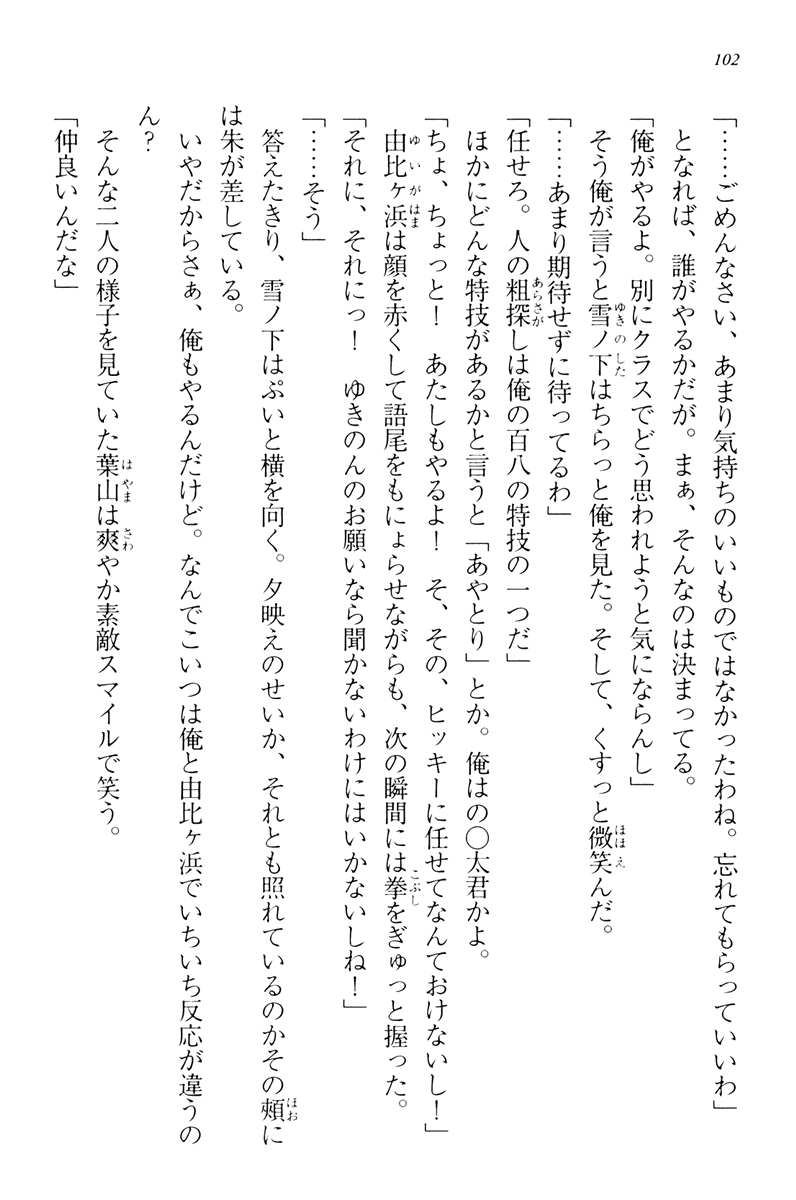 102
「……ごめんなさい、あまり気持ちのいいものではなかったわね。忘れてもらっていいわ」
となれば、誰がやるかだが。まぁ、そんなのは決まってる。
「俺がやるよ。別にクラスでどう思われようと気にならんし」
そう俺が言うと雪ノ下はちらっと俺を見た。そして、くすっと微笑んだ。
「……あまり期待せずに待ってるわ」
「任せろ。人の粗探しは俺の百八の特技の一つだ」
ほかにどんな特技があるかと言うと「あやとり」とか。俺はの◯太君かよ。
「ちょ、ちょっと！　あたしもやるよ！　そ、その、ヒッキーに任せてなんておけないし！」
由比ヶ浜は顔を赤くして語尾をもにょらせながらも、次の瞬間には拳をぎゅっと握った。
「それに、それにっ！　ゆきのんのお願いなら聞かないわけにはいかないしね！」
「……そう」
答えたきり、雪ノ下はぷいと横を向く。夕映えのせいか、それとも照れているのかその頬に
は朱が差している。
いやだからさぁ、俺もやるんだけど。なんでこいつは俺と由比ヶ浜でいちいち反応が違うの
ん？
そんな二人の様子を見ていた葉山は爽やか素敵スマイルで笑う。
「仲良いんだな」